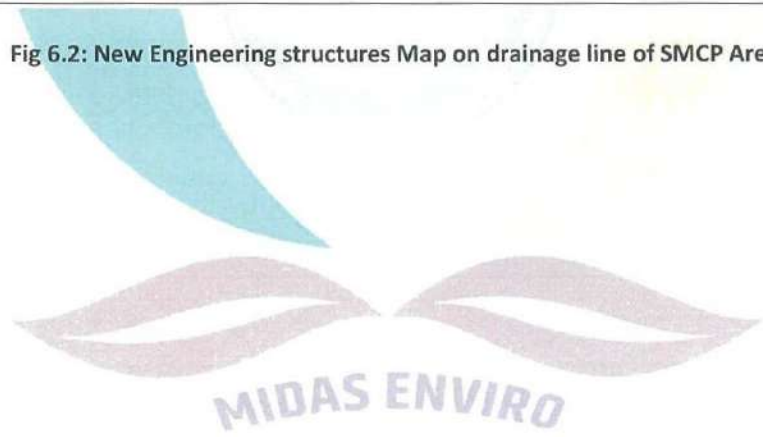 Fig 6.2: New Engineering structures Map on drainage line of SMCP Are
MIDAS ENVIRO